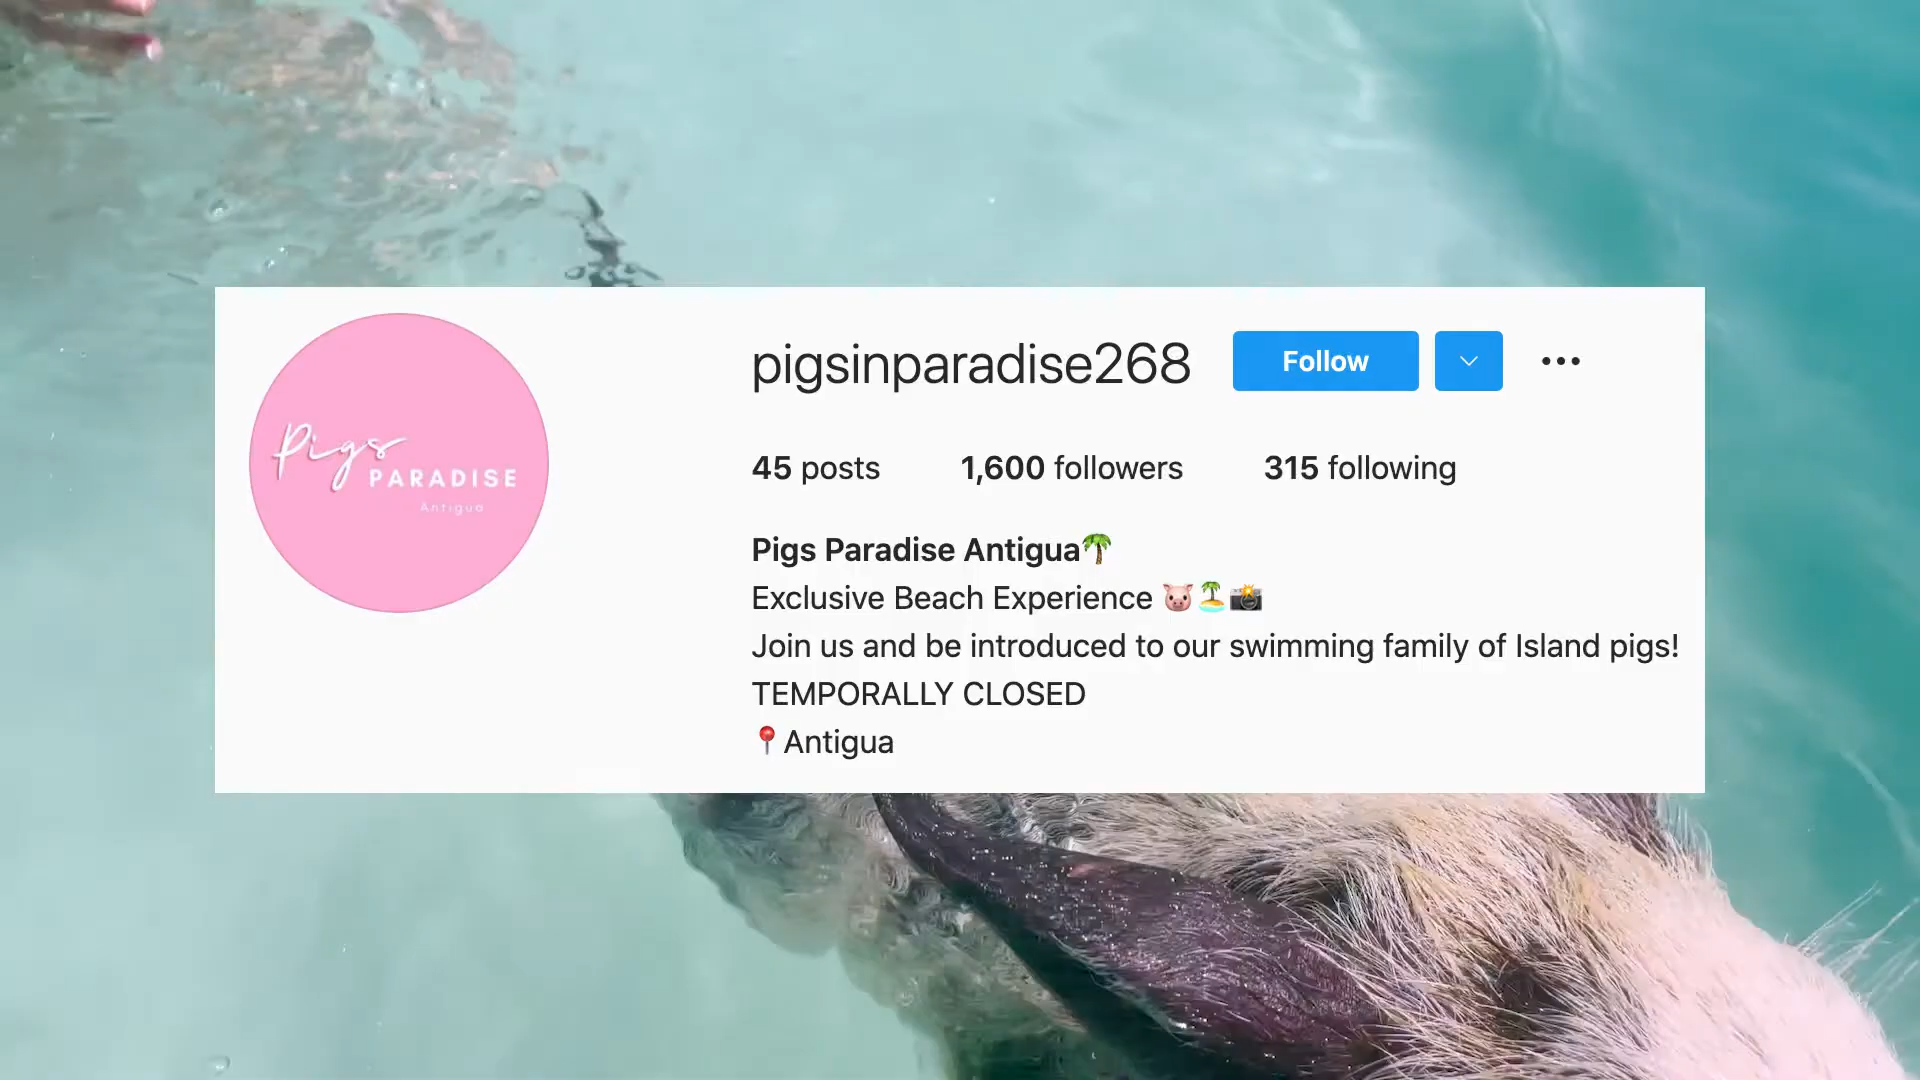 pigsinparadise268 Follow
45 posts 1,600 followers 315 following
Pigs PARADISE
Antigua
Pigs Paradise Antigua🌴
Exclusive Beach Experience 🐷🏝📸
Join us and be introduced to our swimming family of Island pigs!
TEMPORALLY CLOSED
📍Antigua